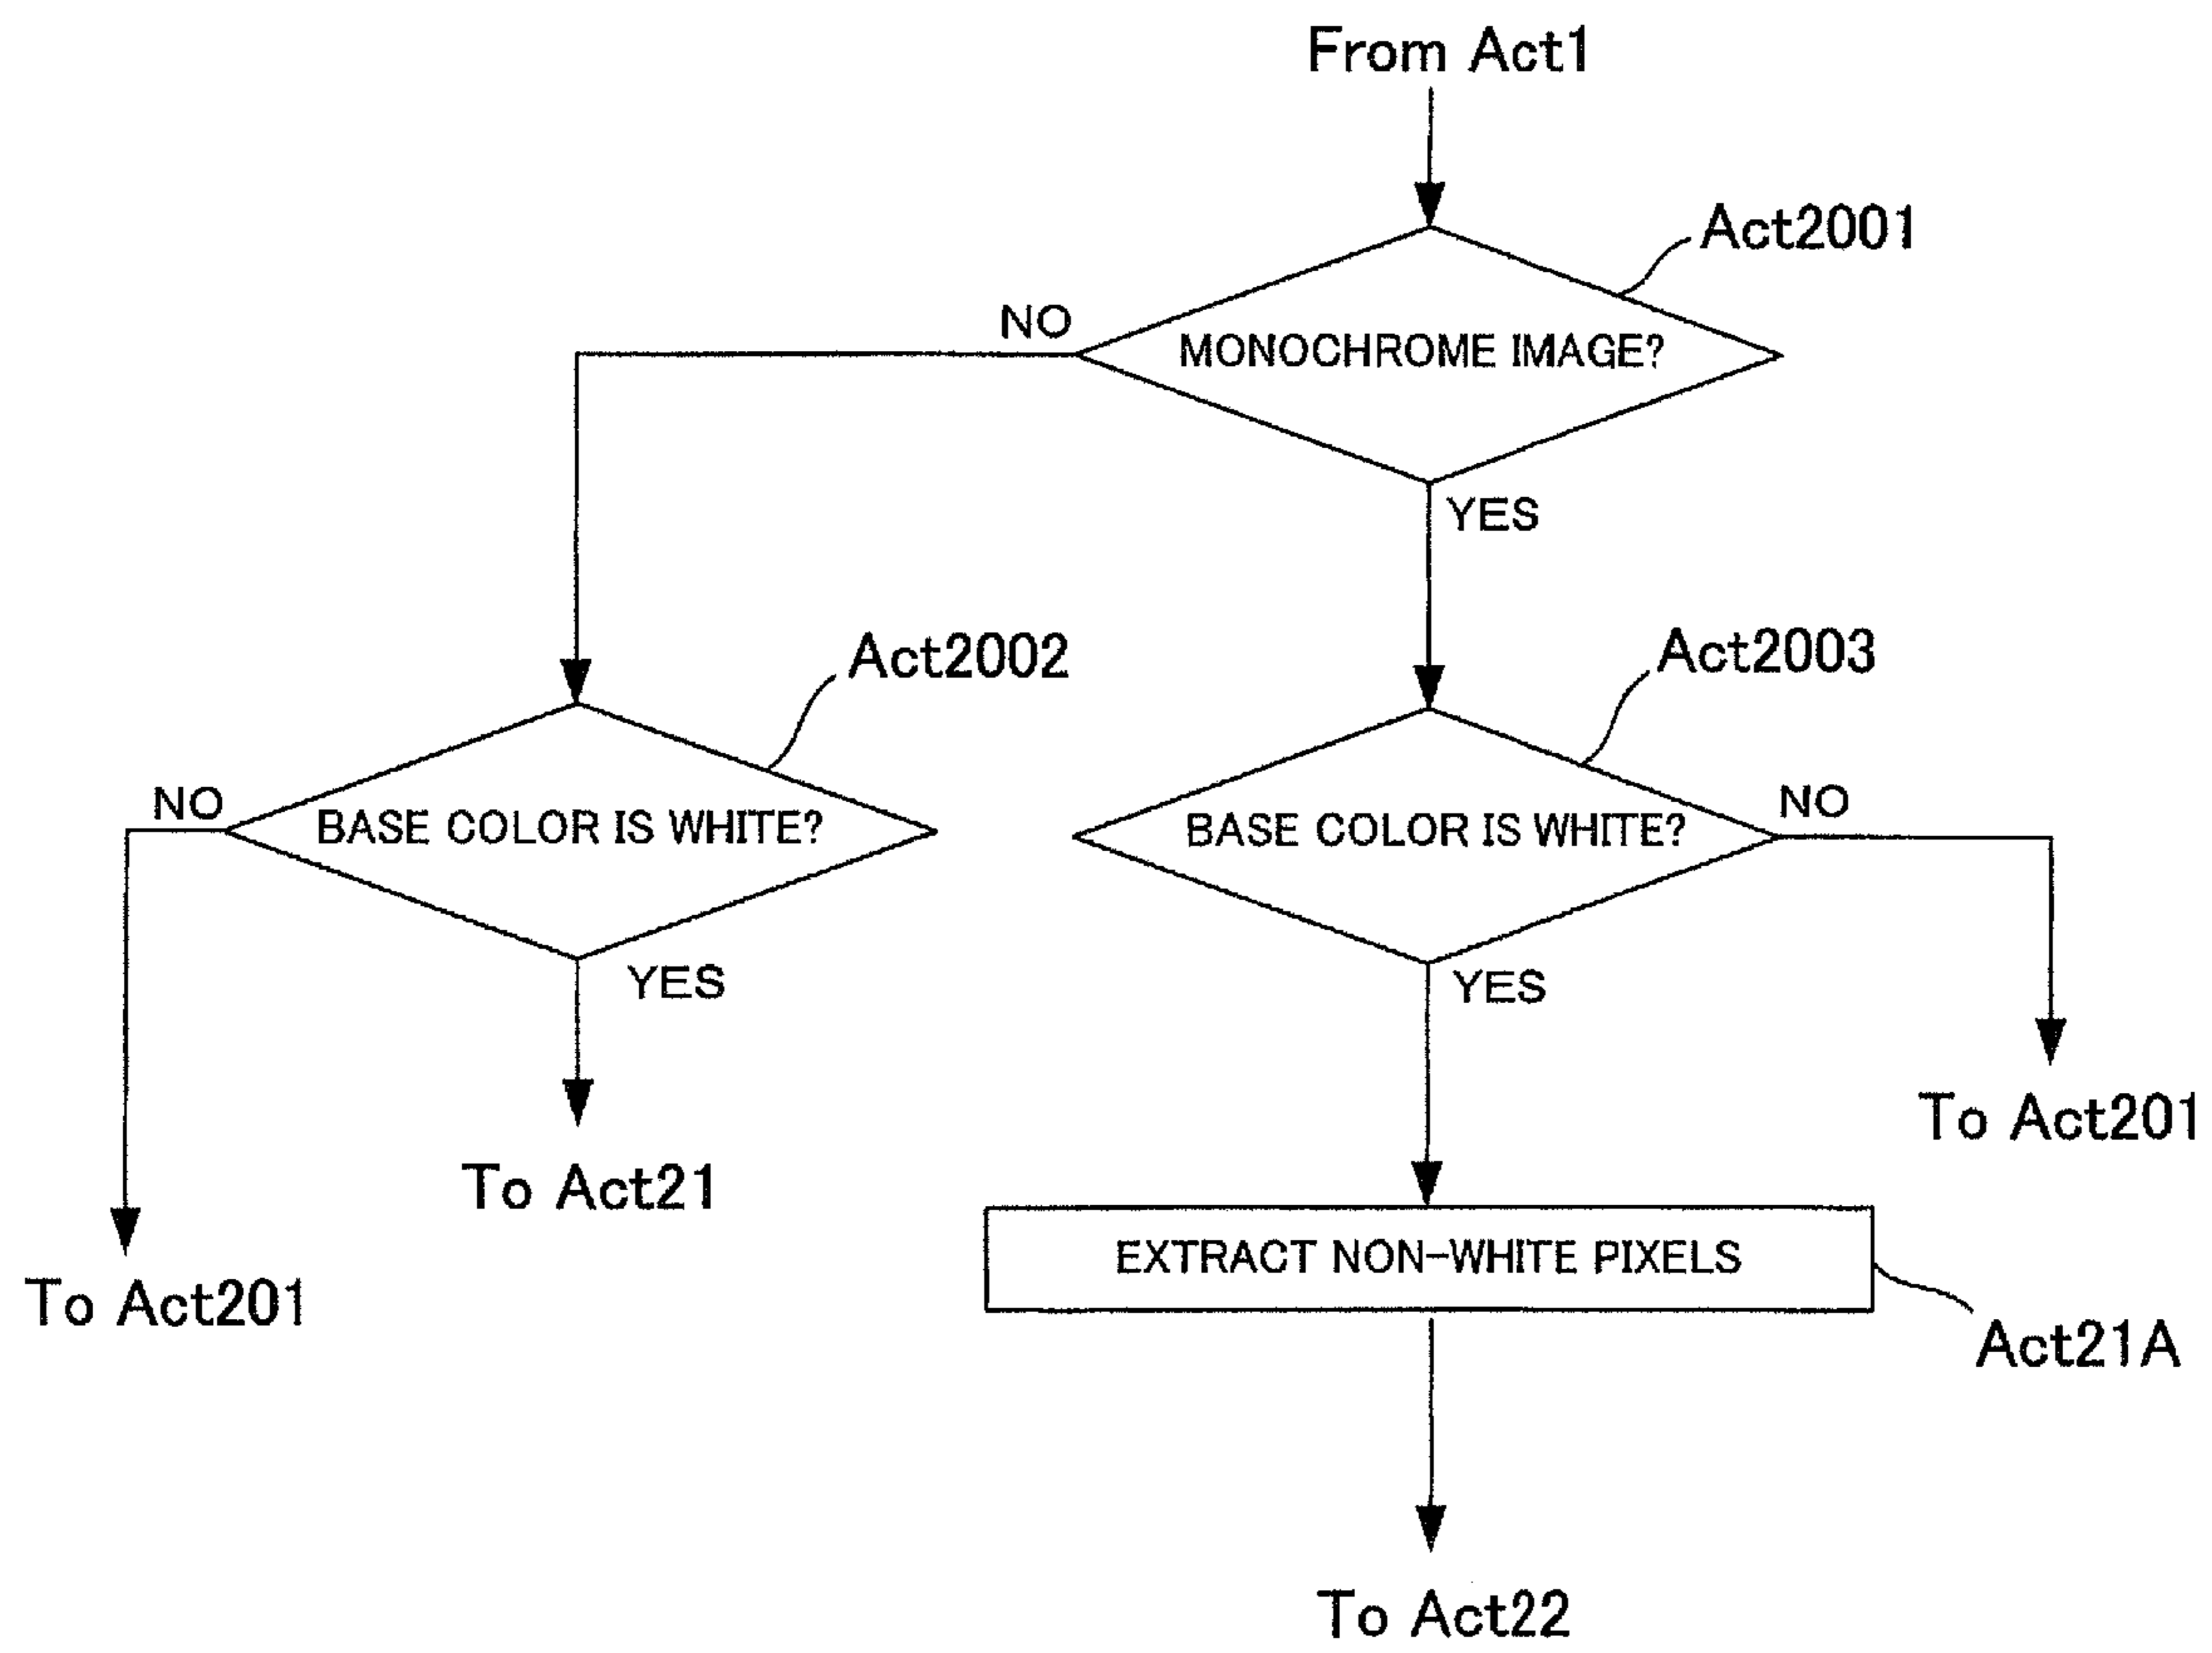 From Act1
Act2001
NO
MONOCHROME IMAGE?
YES
Act2002
Act2003
NO
BASE COLOR IS WHITE?
BASE COLOR IS WHITE?
NO
YES
YES
To Act201
To Act21
EXTRACT NON-WHITE PIXELS
To Act201
Act21A
To Act22